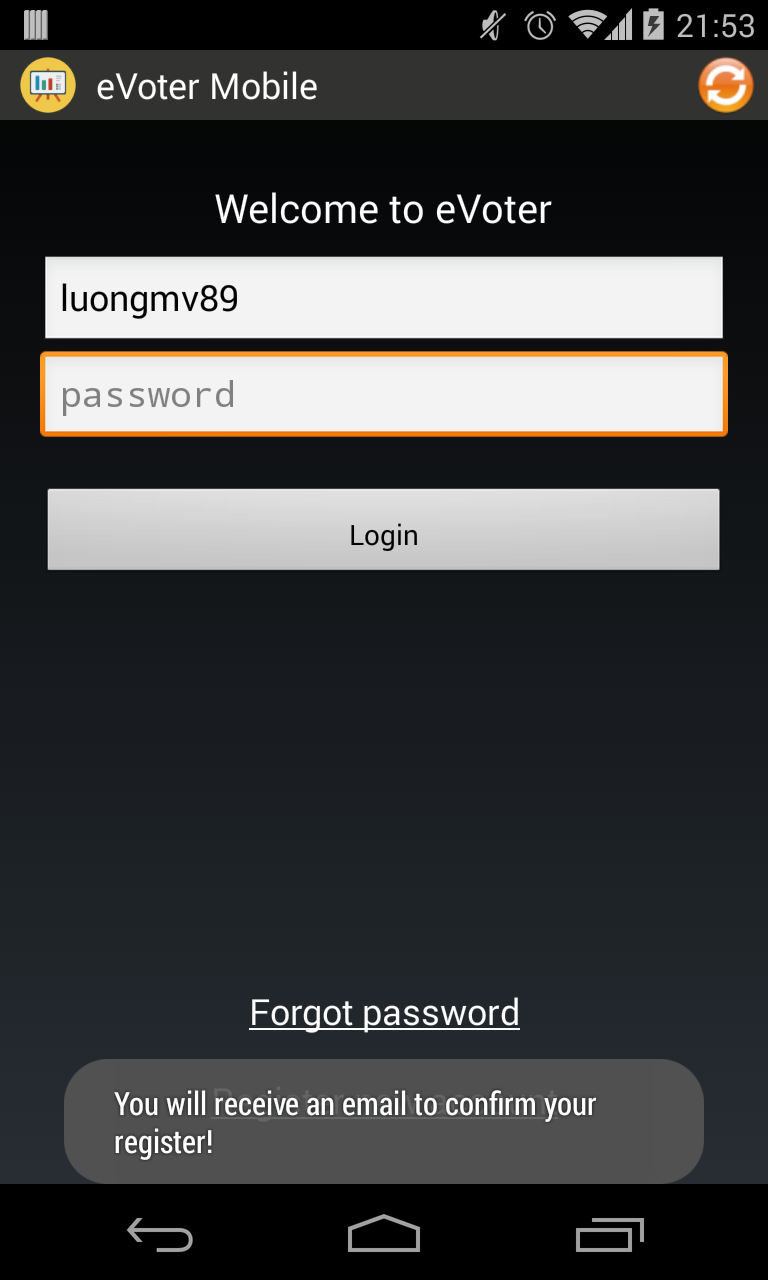 21:53
eVoter Mobile
Welcome to eVoter
luongmv89
password
Login
Forgot password
You will receive an email to confirm your
register!